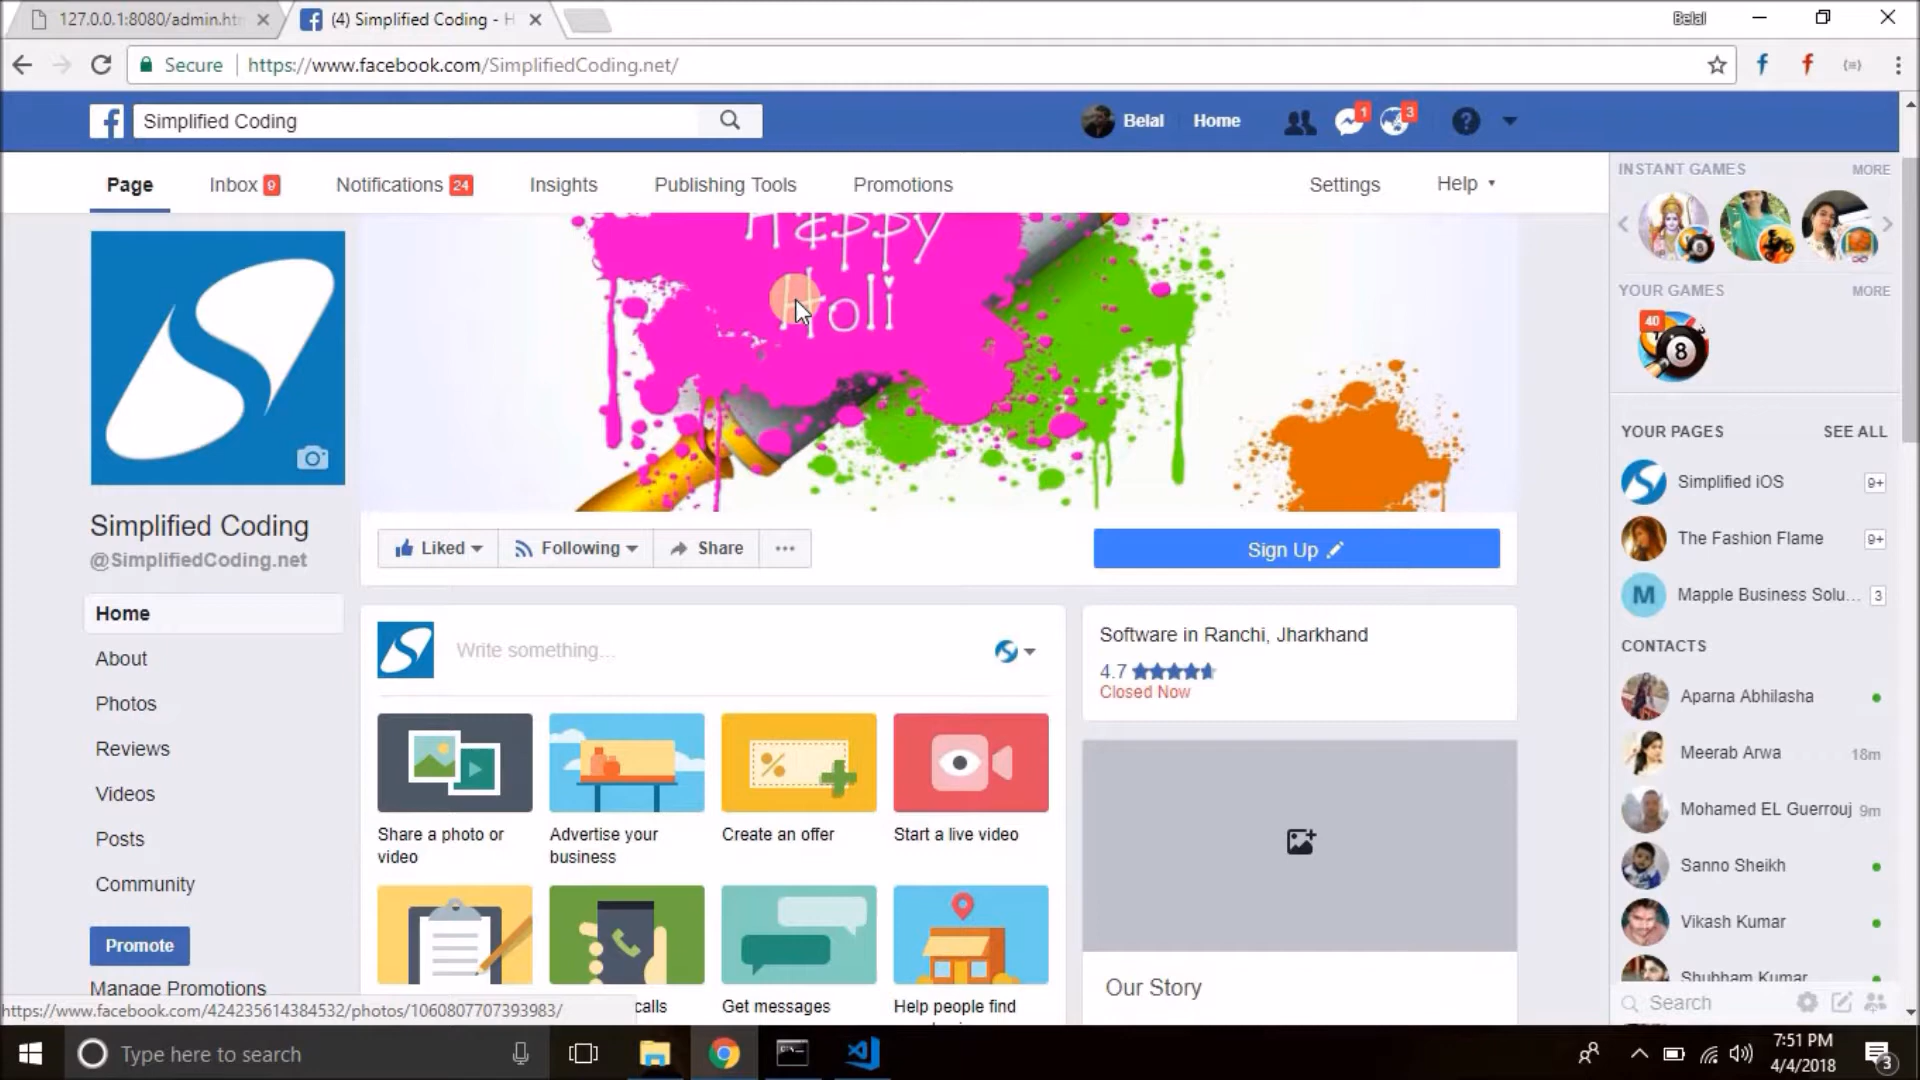 127.0.0.1:8080/admin.htm
(4) Simplified Coding - H
Belal
Secure
https://www.facebook.com/SimplifiedCoding.net/
Simplified Coding
Belal
Home
1
3
Page
Inbox 9
Notifications 24
Insights
Publishing Tools
Promotions
Settings
Help
INSTANT GAMES
MORE
YOUR GAMES
MORE
40
8
Happy
Holi
YOUR PAGES
SEE ALL
Simplified iOS
9+
The Fashion Flame
9+
M
Mapple Business Solu...
3
CONTACTS
Aparna Abhilasha
Meerab Arwa
18m
Mohamed EL Guerrouj
9m
Sanno Sheikh
Vikash Kumar
Shubham Kumar
Search
Simplified Coding
@SimplifiedCoding.net
Home
About
Photos
Reviews
Videos
Posts
Community
Promote
Manage Promotions
Liked
Following
Share
Sign Up
Write something...
Share a photo or
video
Advertise your
business
Create an offer
Start a live video
calls
Get messages
Help people find
Software in Ranchi, Jharkhand
4.7
Closed Now
Our Story
https://www.facebook.com/424235614384532/photos/1060807707393983/
Type here to search
7:51 PM
4/4/2018
3